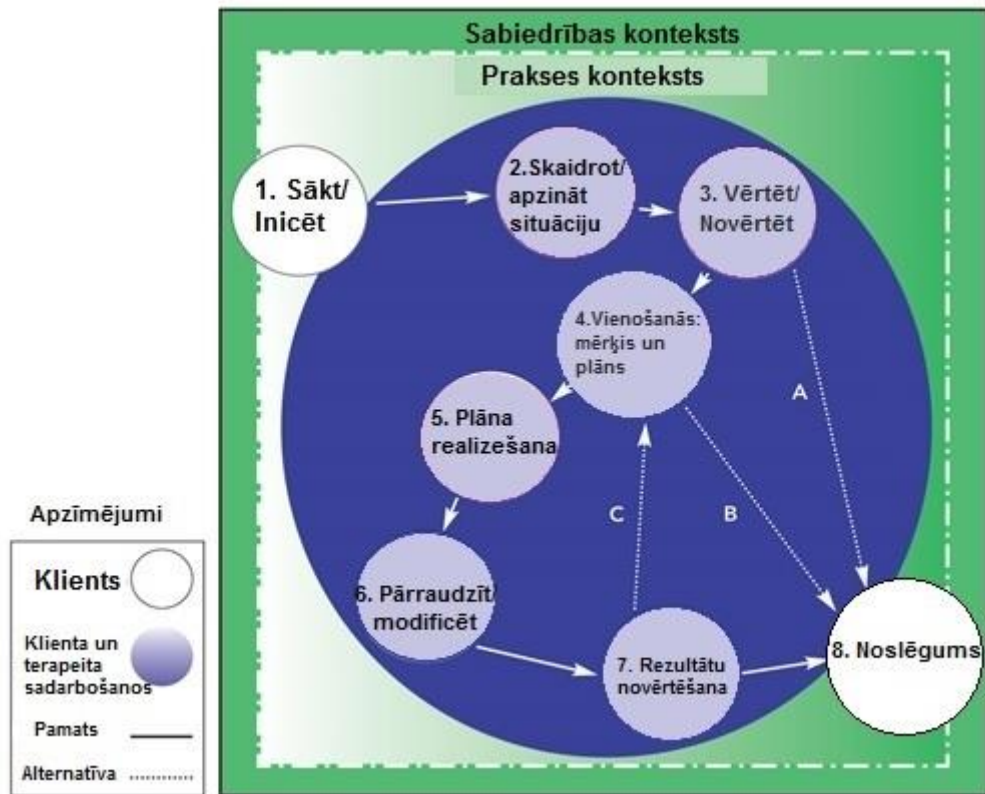 Sabiedrības konteksts
Prakses konteksts
1. Sākt/
Inicēt
2.Skaidrot/
apzināt
situāciju
3. Vērtēt/
Novērtēt
4.Vienošanās:
mērķis un
plāns
5. Plāna
realizešana
A
C
B
6. Pārraudzīt/
modificēt
7. Rezultātu
novērtēšana
8. Noslēgums
Apzīmējumi
Klients
Klienta un
terapeita
sadarbošanos
Pamats
Alternatīva